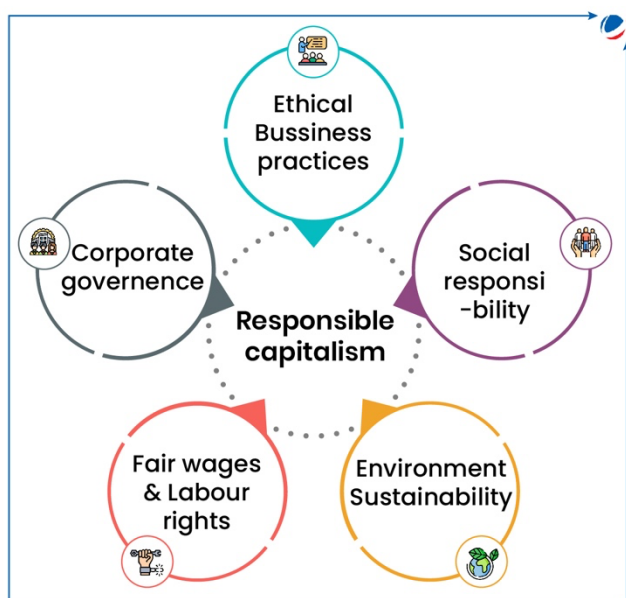 Ethical
Bussiness
practices
Corporate
governence
Social
responsi
-bility
Responsible
capitalism
Fair wages
& Labour
rights
Environment
Sustainability